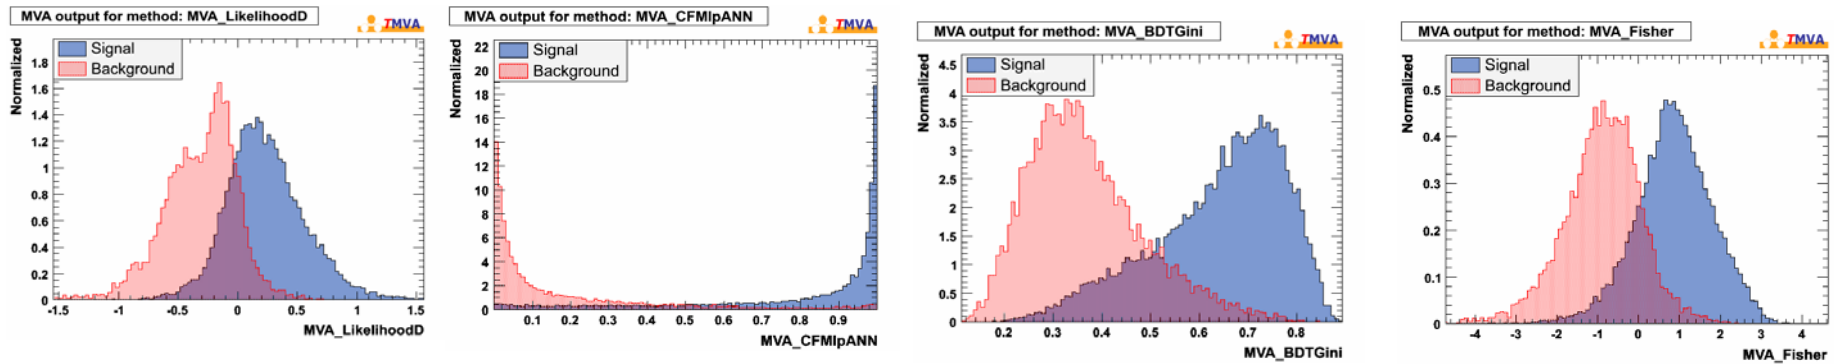 MVA output for method: MVA_LikelihoodD
TMVA
Signal
Background
Normalized
1.8
1.6
1.4
1.2
1
0.8
0.6
0.4
0.2
0
-1.5 -1 -0.5 0 0.5 1 1.5
MVA_LikelihoodD
MVA output for method: MVA_CFMlpANN
TMVA
Signal
Background
Normalized
22
20
18
16
14
12
10
8
6
4
2
0
0.1 0.2 0.3 0.4 0.5 0.6 0.7 0.8 0.9
MVA_CFMlpANN
MVA output for method: MVA_BDTGini
TMVA
Signal
Background
Normalized
4.5
4
3.5
3
2.5
2
1.5
1
0.5
0
0.2 0.3 0.4 0.5 0.6 0.7 0.8
MVA_BDTGini
MVA output for method: MVA_Fisher
TMVA
Signal
Background
Normalized
0.5
0.4
0.3
0.2
0.1
0
-4 -3 -2 -1 0 1 2 3 4
MVA_Fisher